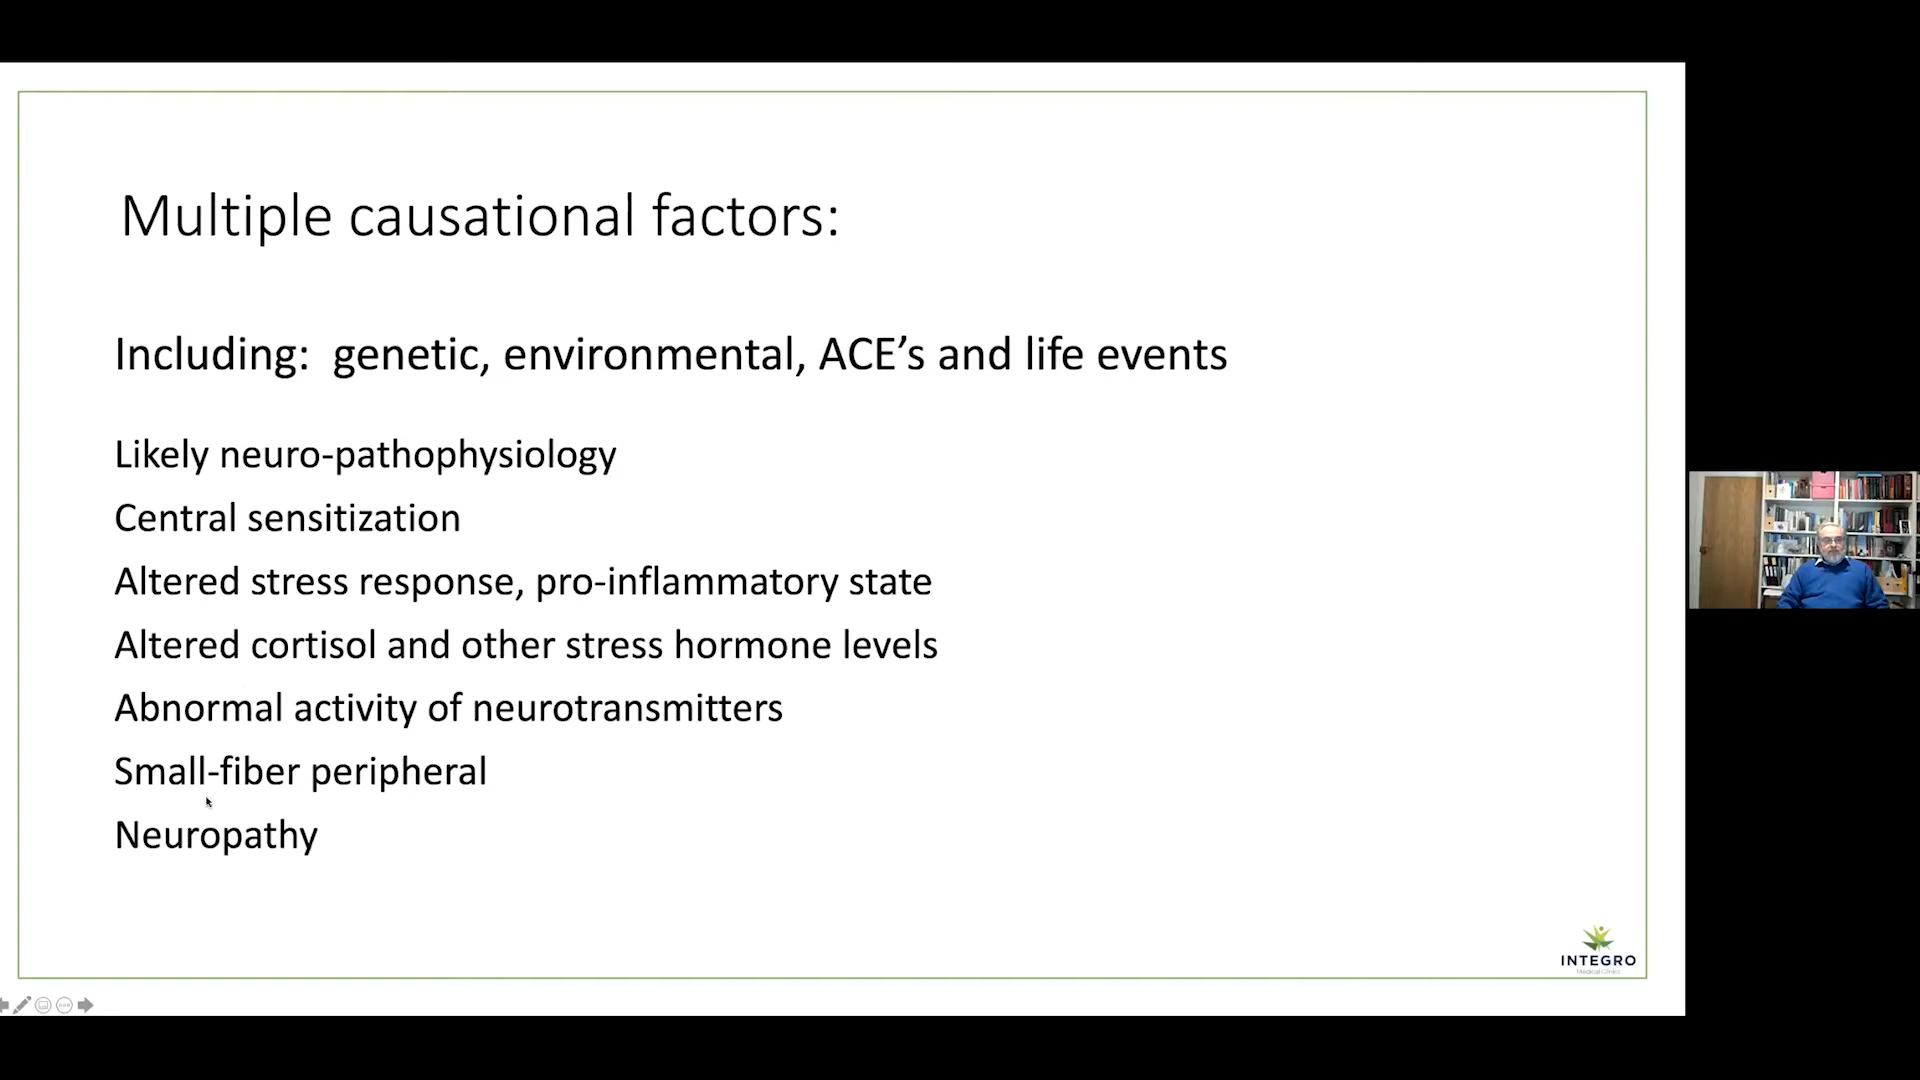 Multiple causational factors:
Including: genetic, environmental, ACE’s and life events
Likely neuro-pathophysiology
Central sensitization
Altered stress response, pro-inflammatory state
Altered cortisol and other stress hormone levels
Abnormal activity of neurotransmitters
Small-fiber peripheral
Neuropathy
INTEGRO
Medical Clinics